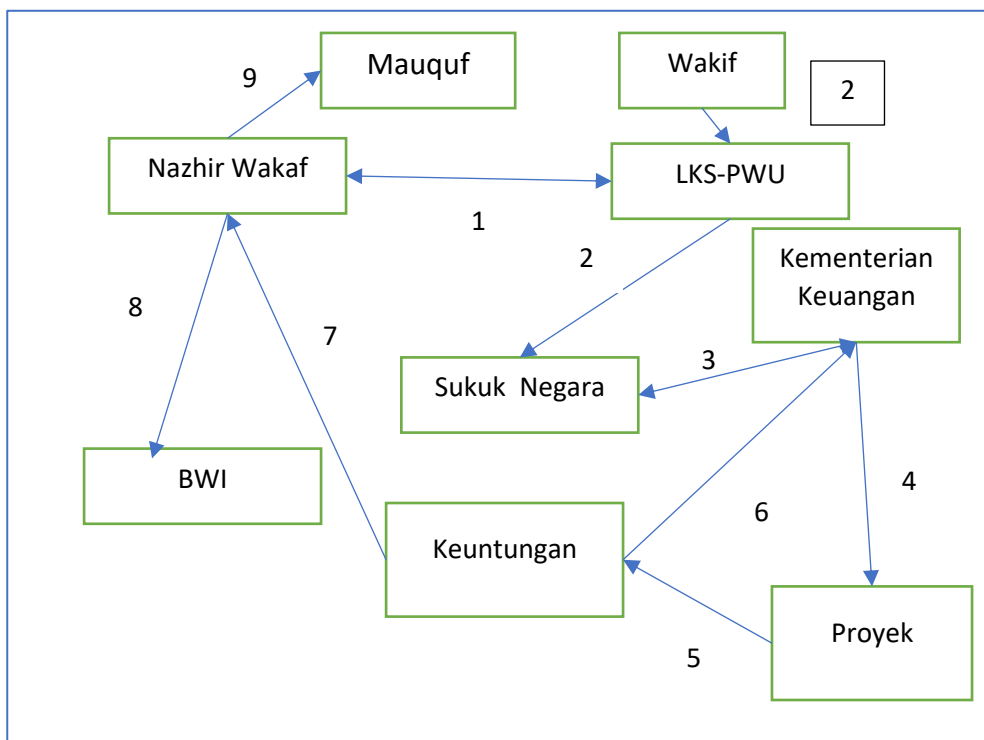 Mauquf
Wakif
9
2
Nazhir Wakaf
LKS-PWU
1
2
Kementerian
Keuangan
8
7
3
Sukuk Negara
BWI
4
6
Keuntungan
Proyek
5